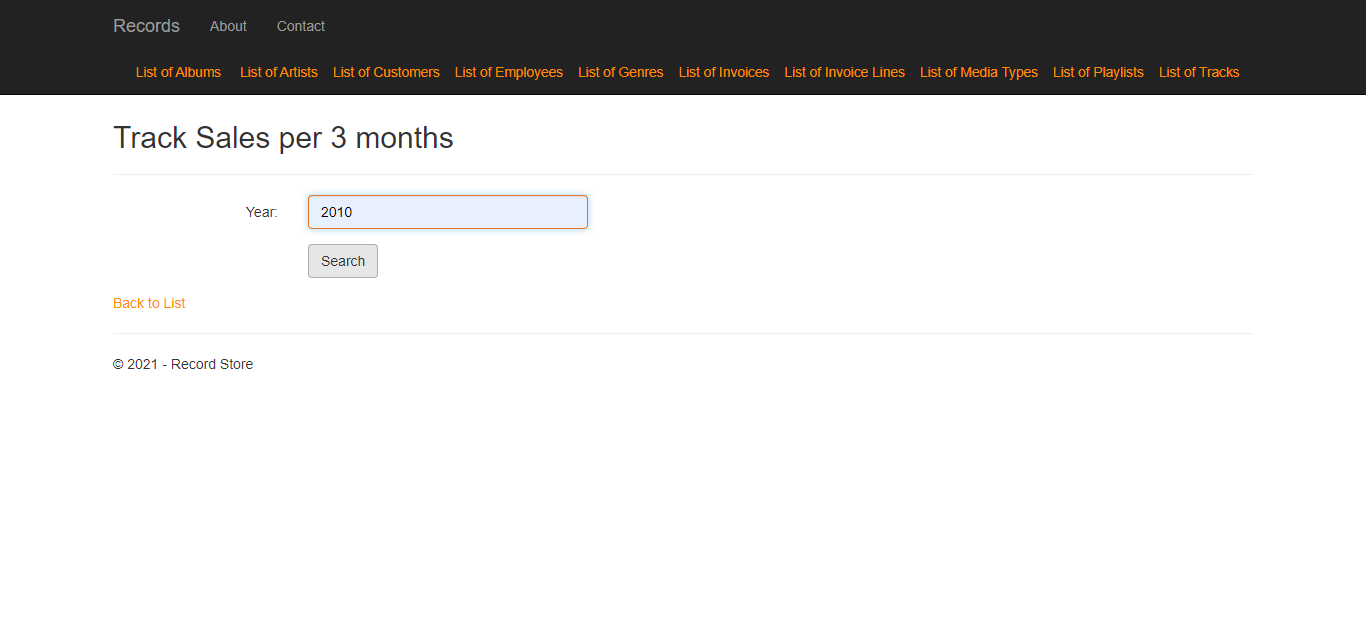 Records About Contact
List of Albums List of Artists List of Customers List of Employees List of Genres List of Invoices List of Invoice Lines List of Media Types List of Playlists List of Tracks
Track Sales per 3 months
Year: 2010
Search
Back to List
© 2021 - Record Store